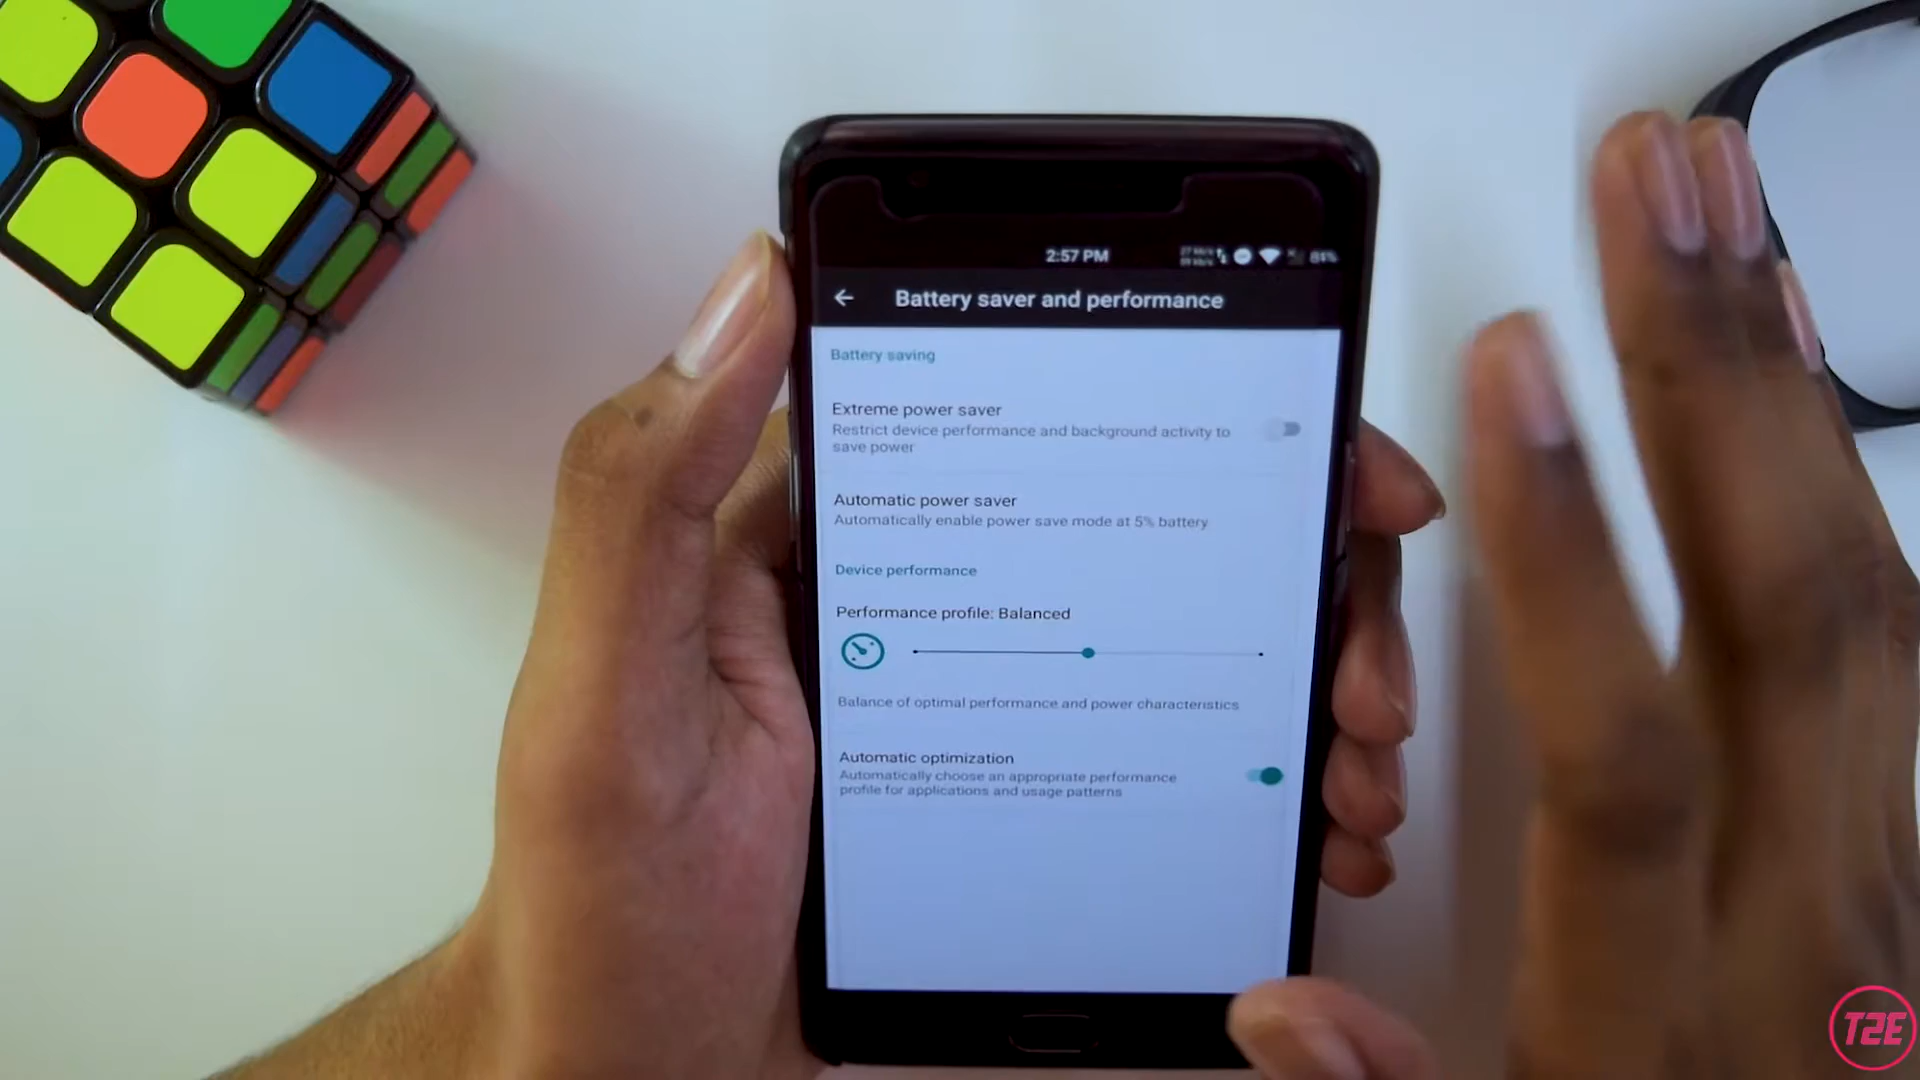 2:57 PM
84%
Battery saver and performance
Battery saving
Extreme power saver
Restrict device performance and background activity to
save power
Automatic power saver
Automatically enable power save mode at 5% battery
Device performance
Performance profile: Balanced
Balance of optimal performance and power characteristics
Automatic optimization
Automatically choose an appropriate performance
profile for applications and usage patterns
T2E